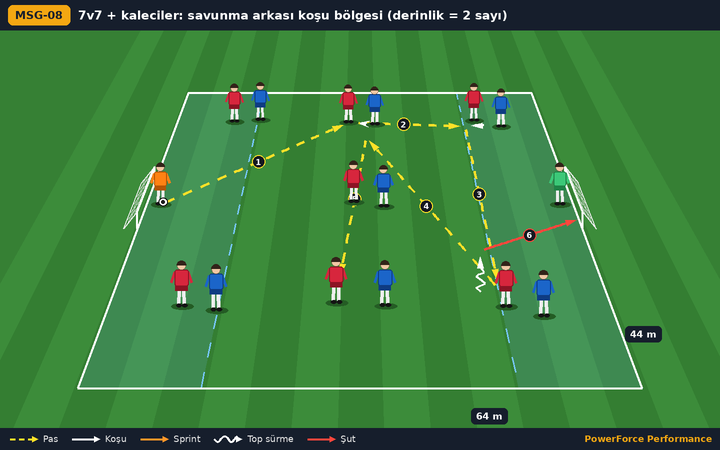 MSG-08 7v7 + kaleciler: savunma arkası koşu bölgesi (derinlik = 2 sayı)
2
1
3
4
6
44 m
64 m
Pas Koşu Sprint Top sürme Şut PowerForce Performance